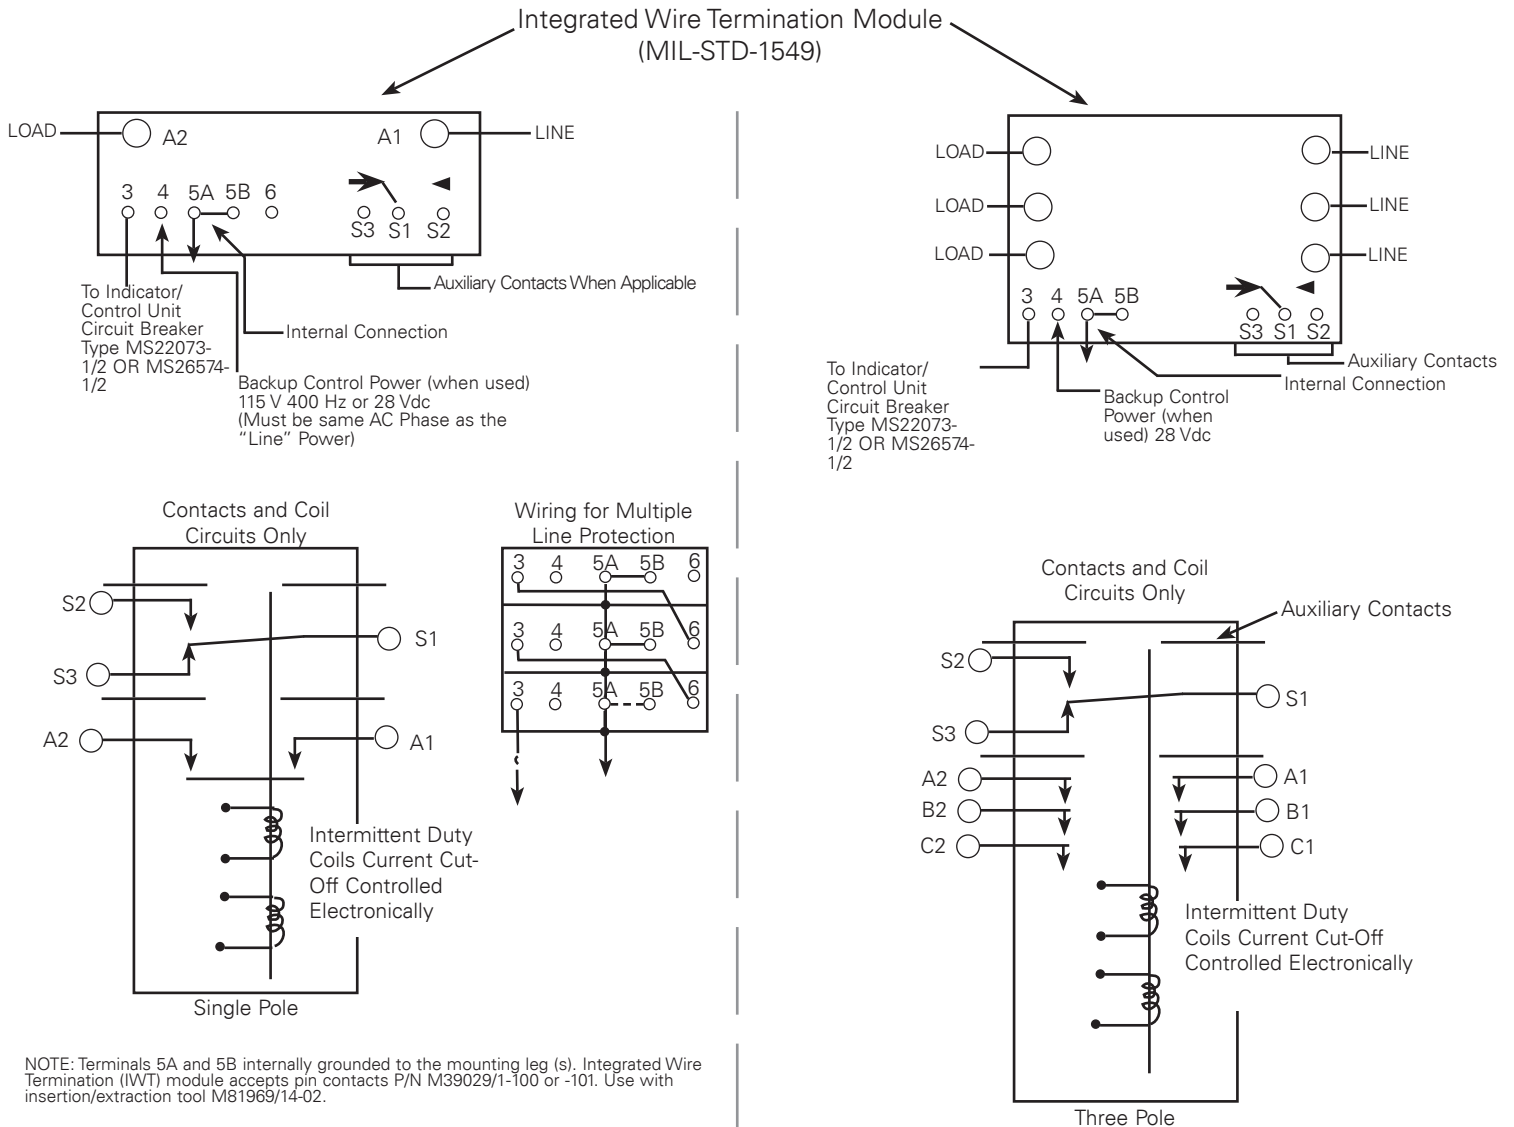 Integrated Wire Termination Module
(MIL-STD-1549)
LOAD
A2
A1
LINE
3 4 5A 5B 6
S3 S1 S2
To Indicator/
Control Unit
Circuit Breaker
Type MS22073-
1/2 OR MS26574-
1/2
Auxiliary Contacts When Applicable
Internal Connection
Backup Control Power (when used)
115 V 400 Hz or 28 Vdc
(Must be same AC Phase as the
“Line” Power)
LOAD
LINE
LOAD
LINE
LOAD
LINE
3 4 5A 5B
S3 S1 S2
To Indicator/
Control Unit
Circuit Breaker
Type MS22073-
1/2 OR MS26574-
1/2
Auxiliary Contacts
Internal Connection
Backup Control
Power (when
used) 28 Vdc
Contacts and Coil
Circuits Only
S2
S1
S3
A2
A1
Intermittent Duty
Coils Current Cut-
Off Controlled
Electronically
Single Pole
Wiring for Multiple
Line Protection
3 4 5A 5B 6
3 4 5A 5B 6
3 4 5A 5B 6
Contacts and Coil
Circuits Only
Auxiliary Contacts
S2
S1
S3
A2
A1
B2
B1
C2
C1
Intermittent Duty
Coils Current Cut-Off
Controlled Electronically
Three Pole
NOTE: Terminals 5A and 5B internally grounded to the mounting leg (s). Integrated Wire
Termination (IWT) module accepts pin contacts P/N M39029/1-100 or -101. Use with
insertion/extraction tool M81969/14-02.